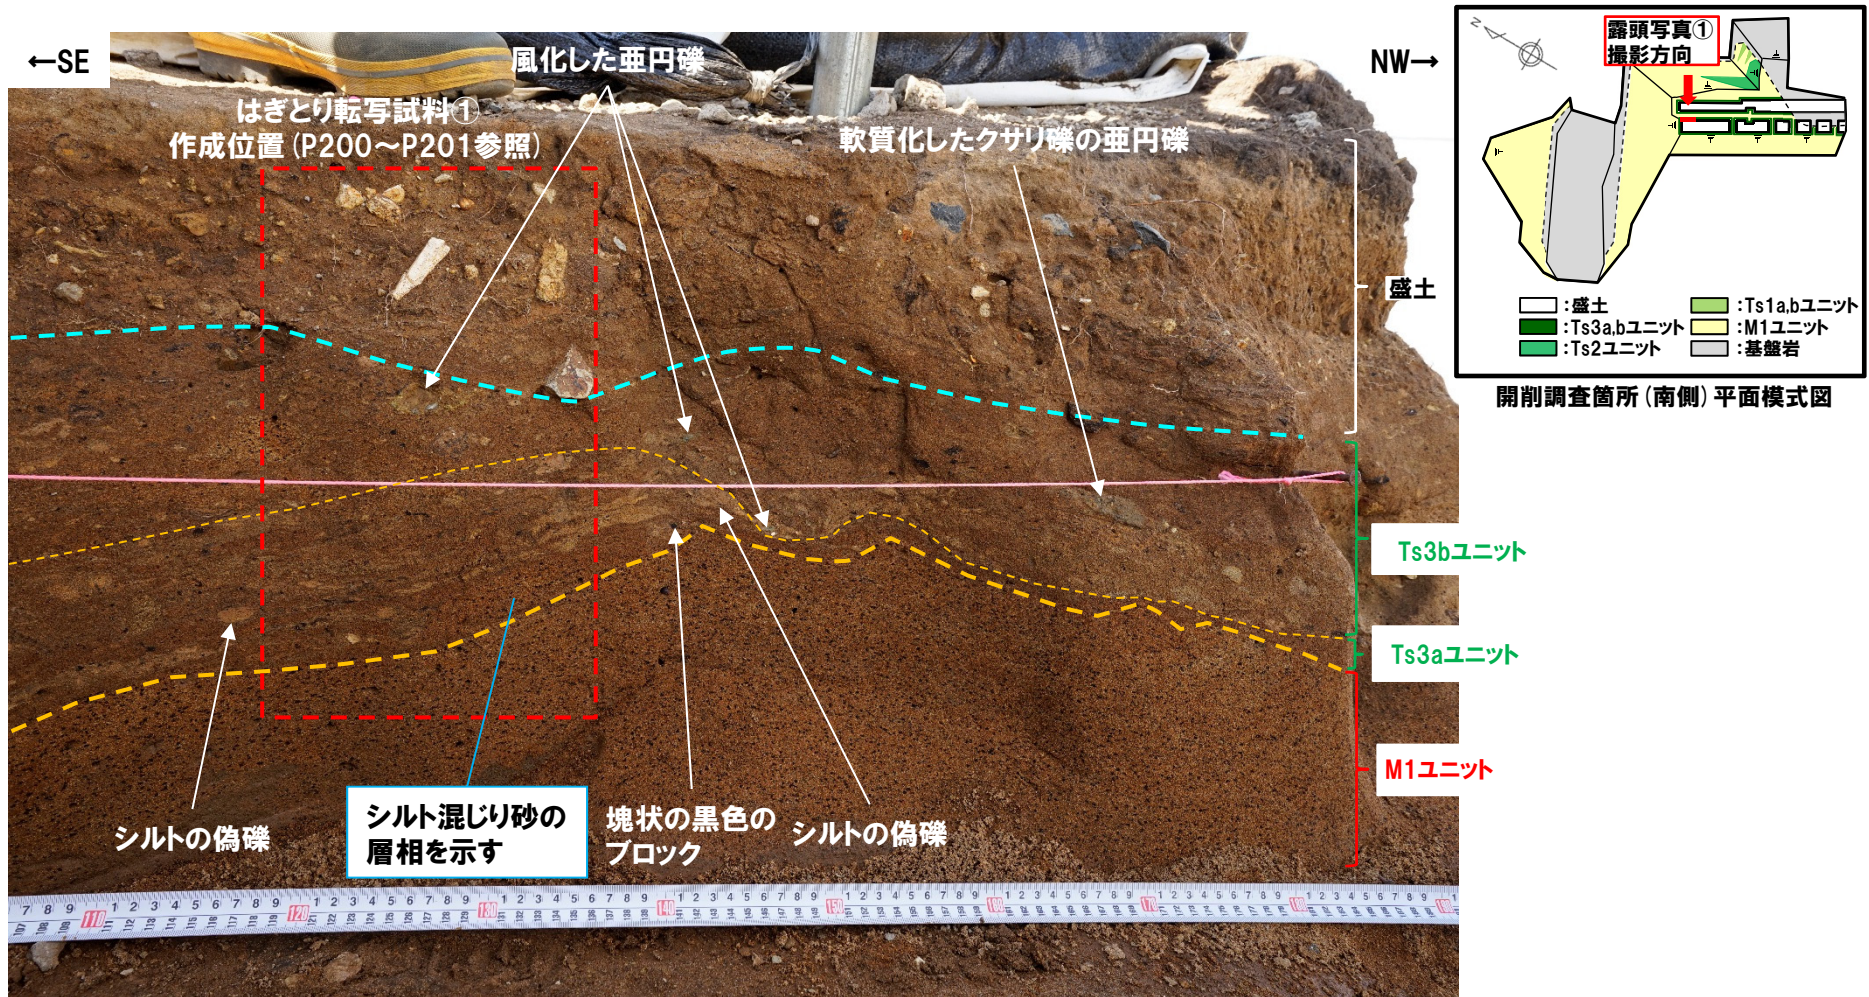 ←SE
風化した亜円礫
NW→
はぎとり転写試料①
作成位置(P200～P201参照)
軟質化したクサリ礫の亜円礫
盛土
Ts3bユニット
Ts3aユニット
M1ユニット
シルトの偽礫
シルト混じり砂の
層相を示す
塊状の黒色の
ブロック
シルトの偽礫
N
露頭写真①
撮影方向
:盛土
:Ts1a,bユニット
:Ts3a,bユニット
:M1ユニット
:Ts2ユニット
:基盤岩
開削調査箇所(南側)平面模式図